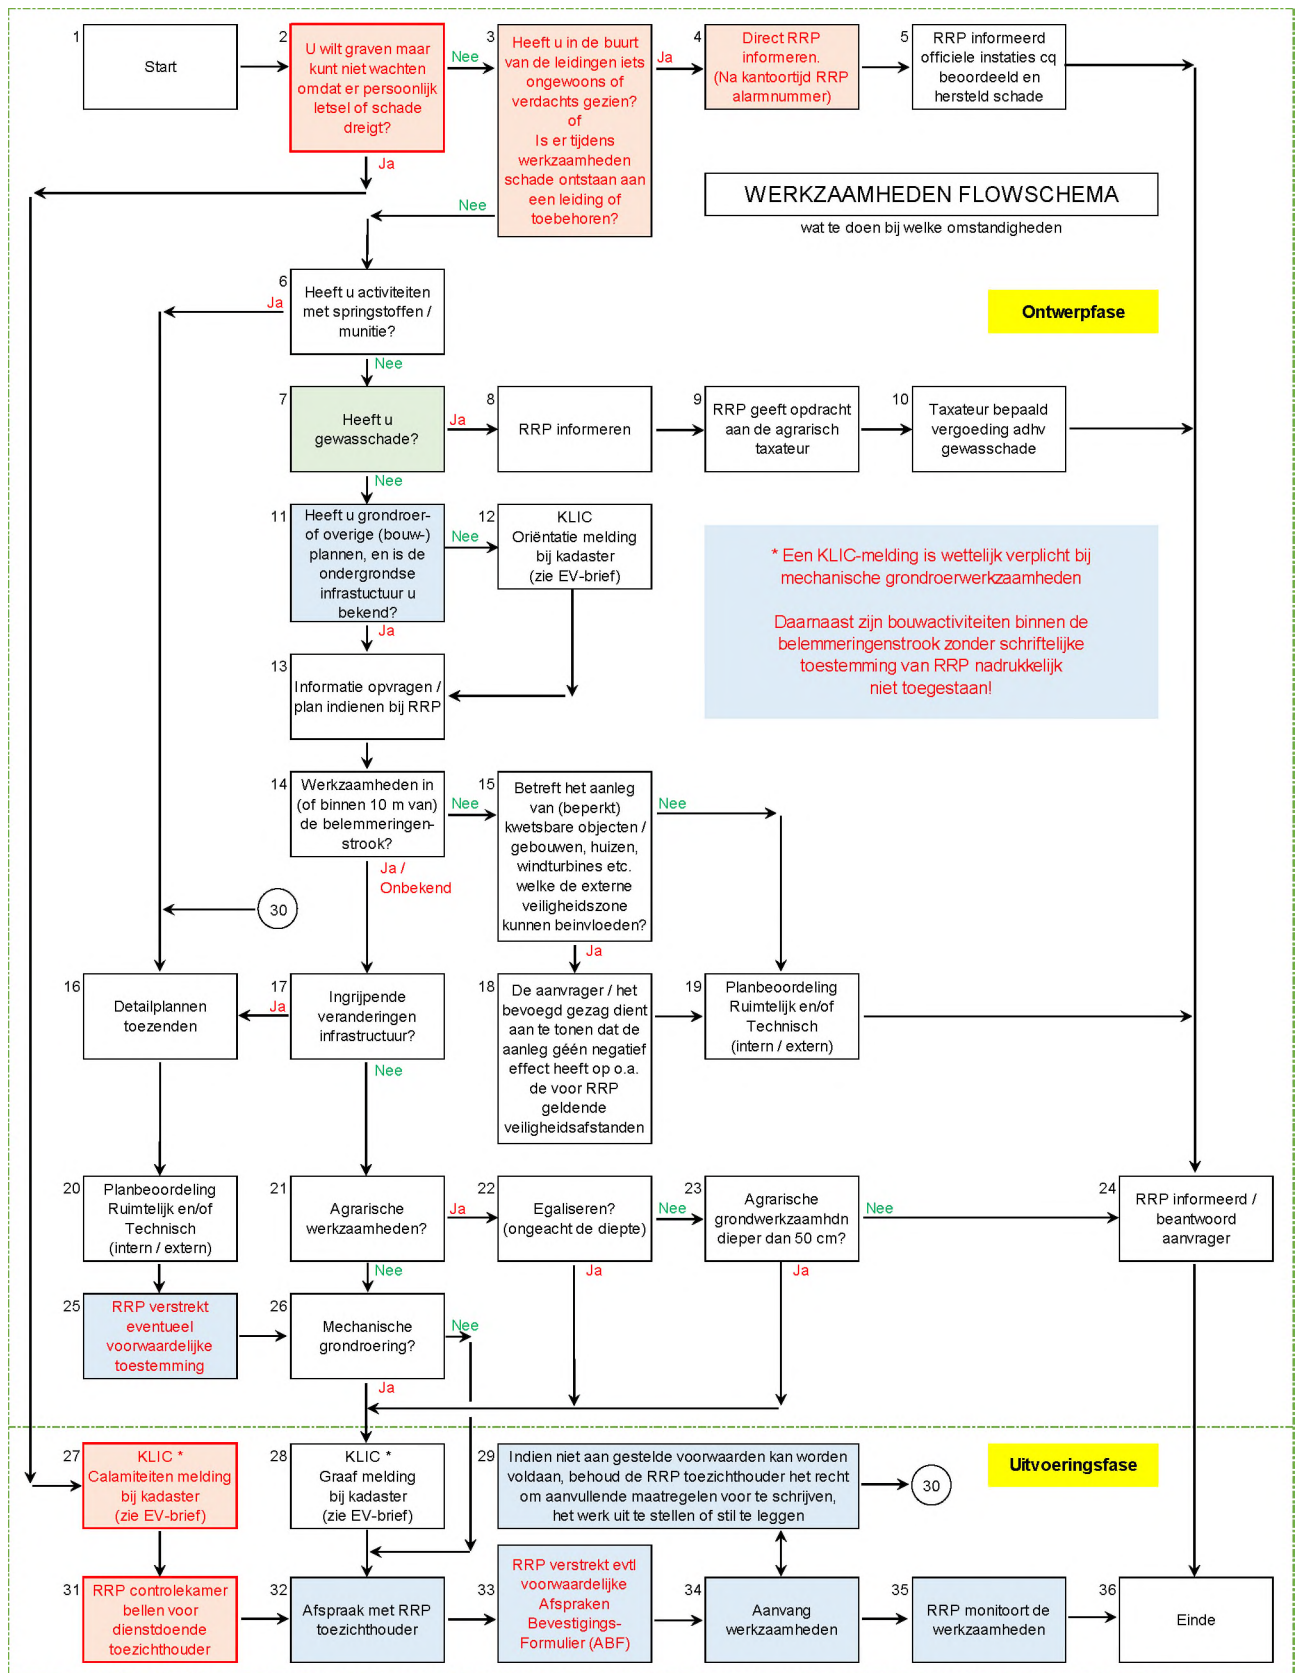 1
Start
2
U wilt graven maar
kunt niet wachten
omdat er persoonlijk
letsel of schade
dreigt?
Nee
Ja
3
Heeft u in de buurt
van de leidingen iets
ongewoons of
verdachts gezien?
of
Is er tijdens
werkzaamheden
schade ontstaan aan
een leiding of
toebehoren?
Ja
Nee
4
Direct RRP
informeren.
(Na kantoortijd RRP
alarmnummer)
5
RRP informeerd
officiele instaties cq
beoordeeld en
hersteld schade
WERKZAAMHEDEN FLOWSCHEMA
wat te doen bij welke omstandigheden
6
Heeft u activiteiten
met springstoffen /
munitie?
Ja
Nee
Ontwerpfase
7
Heeft u
gewasschade?
Ja
Nee
8
RRP informeren
9
RRP geeft opdracht
aan de agrarisch
taxateur
10
Taxateur bepaald
vergoeding adhv
gewasschade
11
Heeft u grondroer-
of overige (bouw-)
plannen, en is de
ondergrondse
infrastuctuur u
bekend?
Nee
Ja
12
KLIC
Oriëntatie melding
bij kadaster
(zie EV-brief)
* Een KLIC-melding is wettelijk verplicht bij
mechanische grondroerwerkzaamheden
Daarnaast zijn bouwactiviteiten binnen de
belemmeringenstrook zonder schriftelijke
toestemming van RRP nadrukkelijk
niet toegestaan!
13
Informatie opvragen /
plan indienen bij RRP
14
Werkzaamheden in
(of binnen 10 m van)
de belemmeringen-
strook?
Nee
Ja /
Onbekend
15
Betreft het aanleg
van (beperkt)
kwetsbare objecten /
gebouwen, huizen,
windturbines etc.
welke de externe
veiligheidszone
kunnen beinvloeden?
Nee
Ja
30
16
Detailplannen
toezenden
17
Ingrijpende
veranderingen
infrastructuur?
Ja
Nee
18
De aanvrager / het
bevoegd gezag dient
aan te tonen dat de
aanleg géén negatief
effect heeft op o.a.
de voor RRP
geldende
veiligheidsafstanden
19
Planbeoordeling
Ruimtelijk en/of
Technisch
(intern / extern)
20
Planbeoordeling
Ruimtelijk en/of
Technisch
(intern / extern)
21
Agrarische
werkzaamheden?
Ja
Nee
22
Egaliseren?
(ongeacht de diepte)
Nee
Ja
23
Agrarische
grondwerkzaamhdn
dieper dan 50 cm?
Nee
Ja
24
RRP informeerd /
beantwoord
aanvrager
25
RRP verstrekt
eventueel
voorwaardelijke
toestemming
26
Mechanische
grondroering?
Nee
Ja
27
KLIC *
Calamiteiten melding
bij kadaster
(zie EV-brief)
28
KLIC *
Graaf melding
bij kadaster
(zie EV-brief)
29
Indien niet aan gestelde voorwaarden kan worden
voldaan, behoud de RRP toezichthouder het recht
om aanvullende maatregelen voor te schrijven,
het werk uit te stellen of stil te leggen
30
Uitvoeringsfase
31
RRP controlekamer
bellen voor
dienstdoende
toezichthouder
32
Afspraak met RRP
toezichthouder
33
RRP verstrekt evtl
voorwaardelijke
Afspraken
Bevestigings-
Formulier (ABF)
34
Aanvang
werkzaamheden
35
RRP monitoort de
werkzaamheden
36
Einde